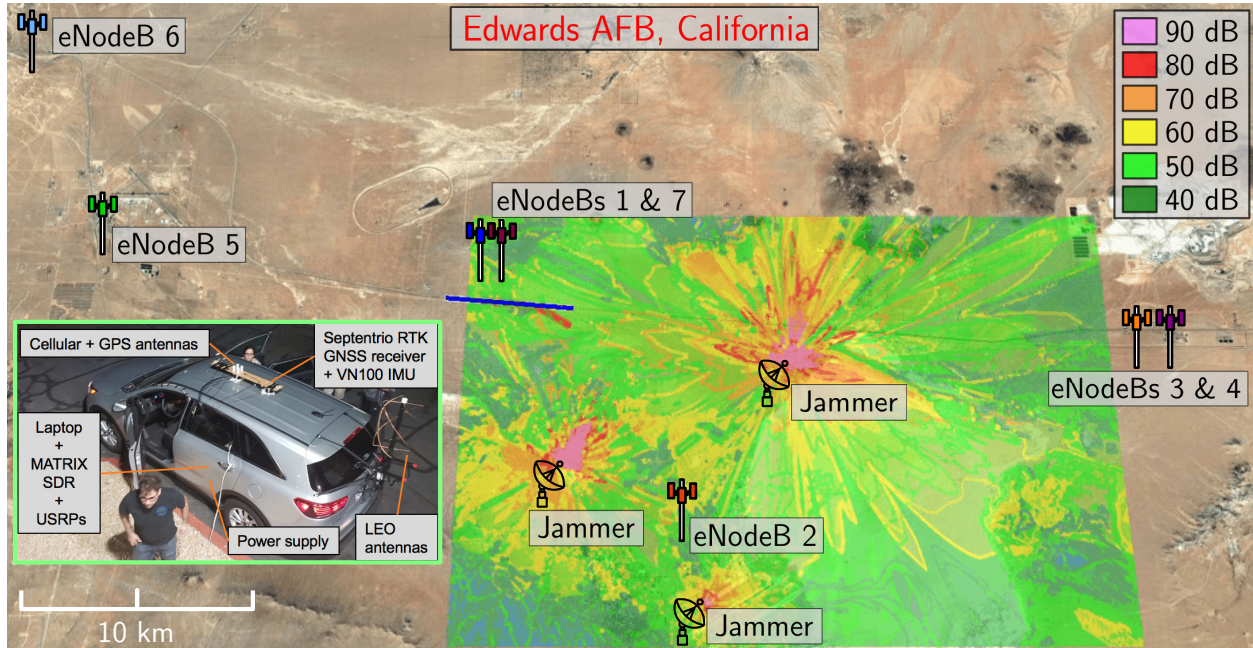 Edwards AFB, California
eNodeB 6
90 dB
80 dB
70 dB
60 dB
50 dB
40 dB
eNodeBs 1 & 7
eNodeB 5
eNodeBs 3 & 4
Jammer
Jammer
eNodeB 2
Jammer
Cellular + GPS antennas
Septentrio RTK
GNSS receiver
+ VN100 IMU
Laptop
+
MATRIX
SDR
+
USRPs
Power supply
LEO
antennas
10 km